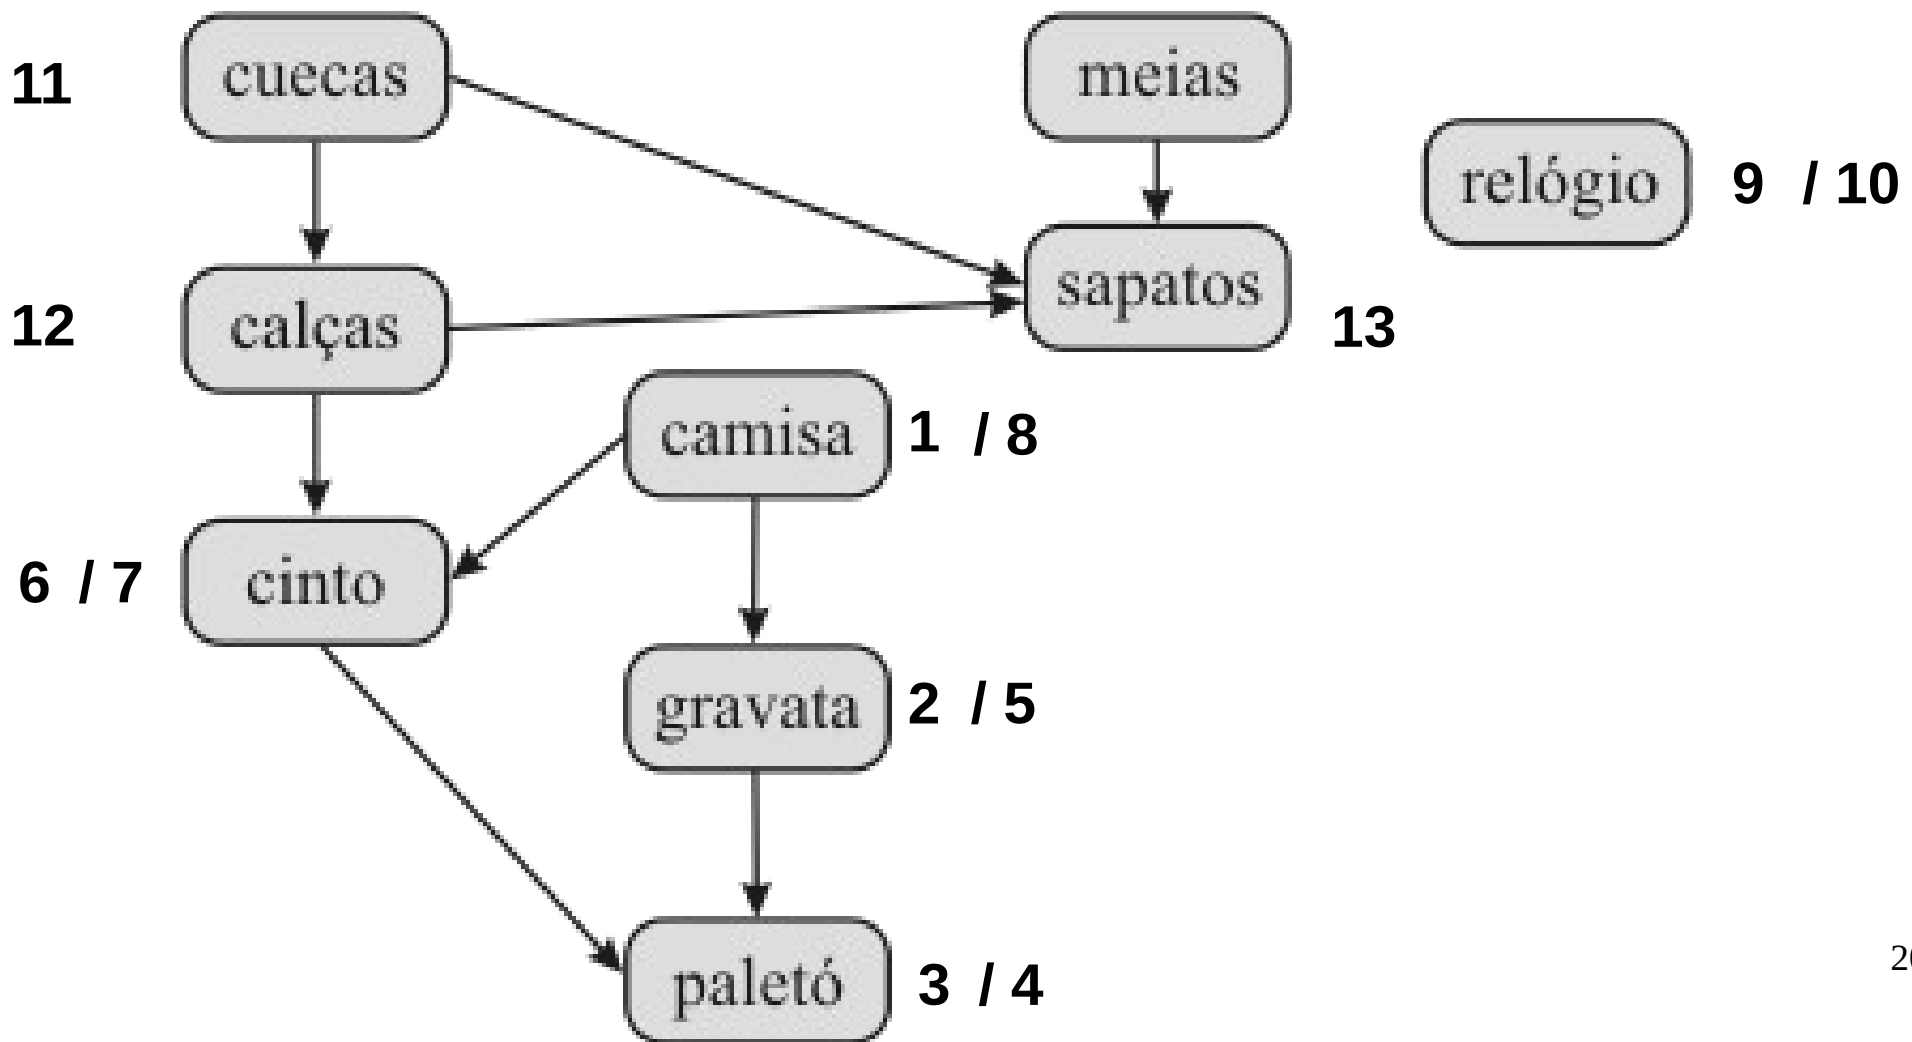 cuecas
meias
11
relógio
9 / 10
sapatos
calças
12
13
camisa
1 / 8
cinto
6 / 7
gravata
2 / 5
paletó
3 / 4